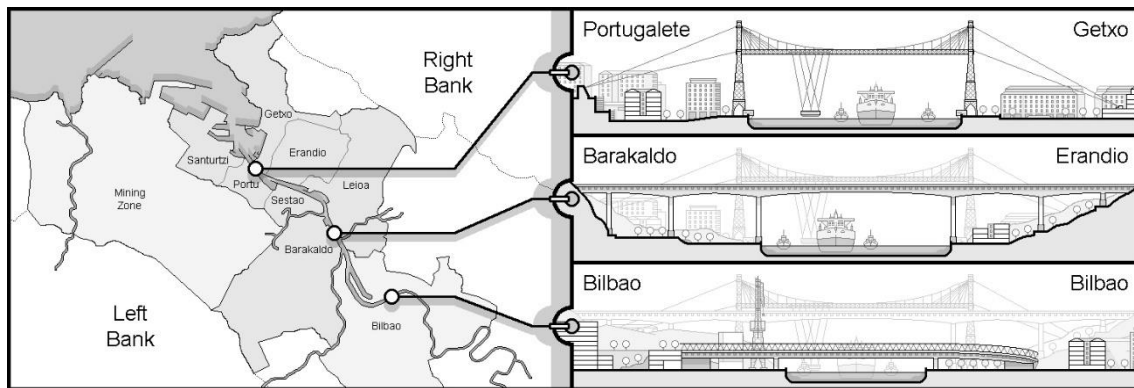 Right
Bank
Getxo
Santurtzi
Erandio
Portu
Leioa
Mining
Zone
Sestao
Barakaldo
Left
Bank
Bilbao
Portugalete
Getxo
Barakaldo
Erandio
Bilbao
Bilbao